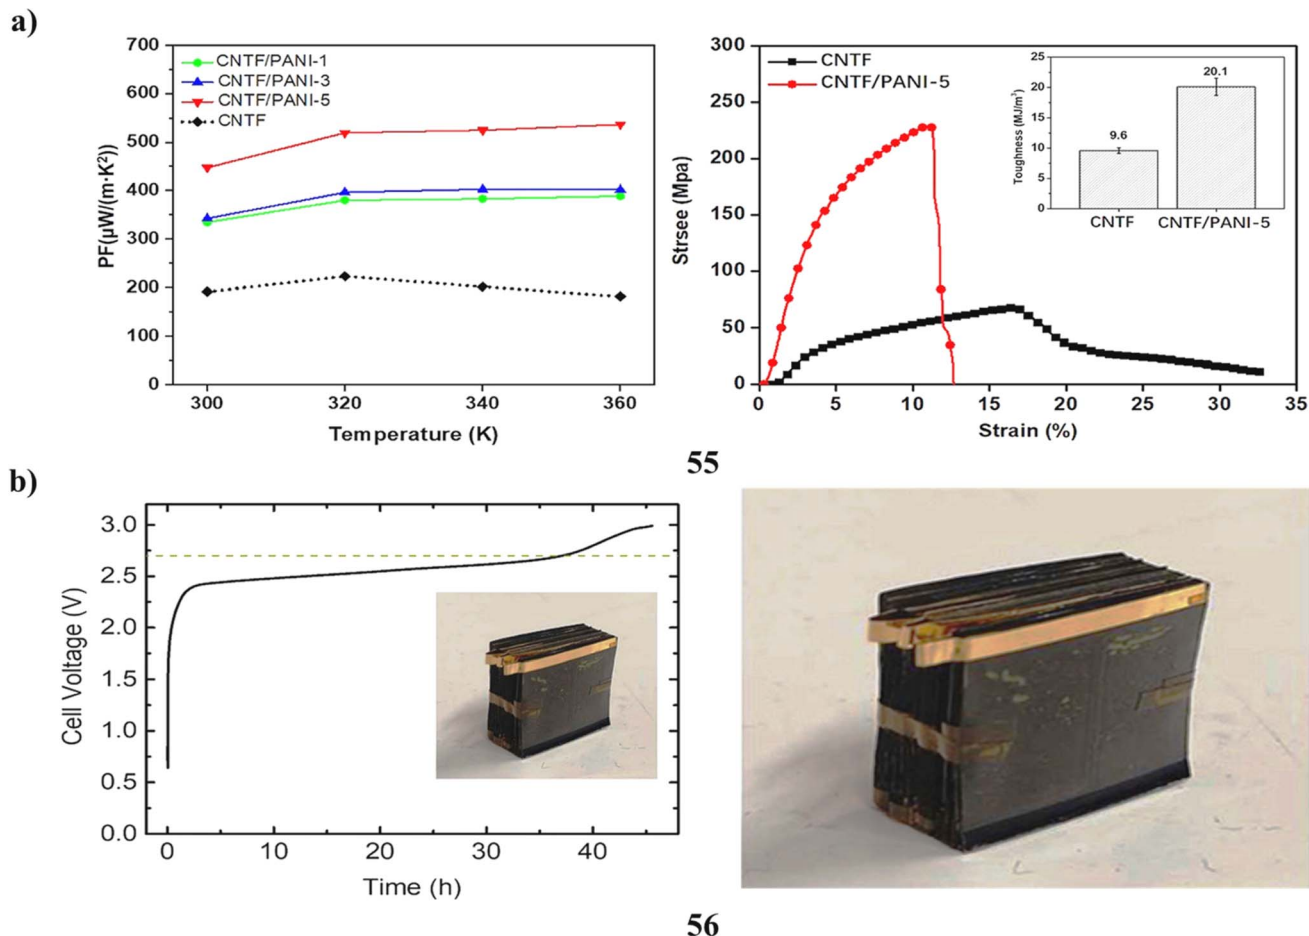 a)
700
600
500
400
300
200
100
0
CNTF/PANI-1
CNTF/PANI-3
CNTF/PANI-5
CNTF
PF(μW/(m·K²))
300 320 340 360
Temperature (K)
300
250
200
150
100
50
0
CNTF
CNTF/PANI-5
Strsee (Mpa)
0 5 10 15 20 25 30 35
Strain (%)
25
20
15
10
5
0
Toughness (MJ/m³)
9.6
20.1
CNTF CNTF/PANI-5
55
b)
3.0
2.5
2.0
1.5
1.0
0.5
0.0
Cell Voltage (V)
0 10 20 30 40
Time (h)
56